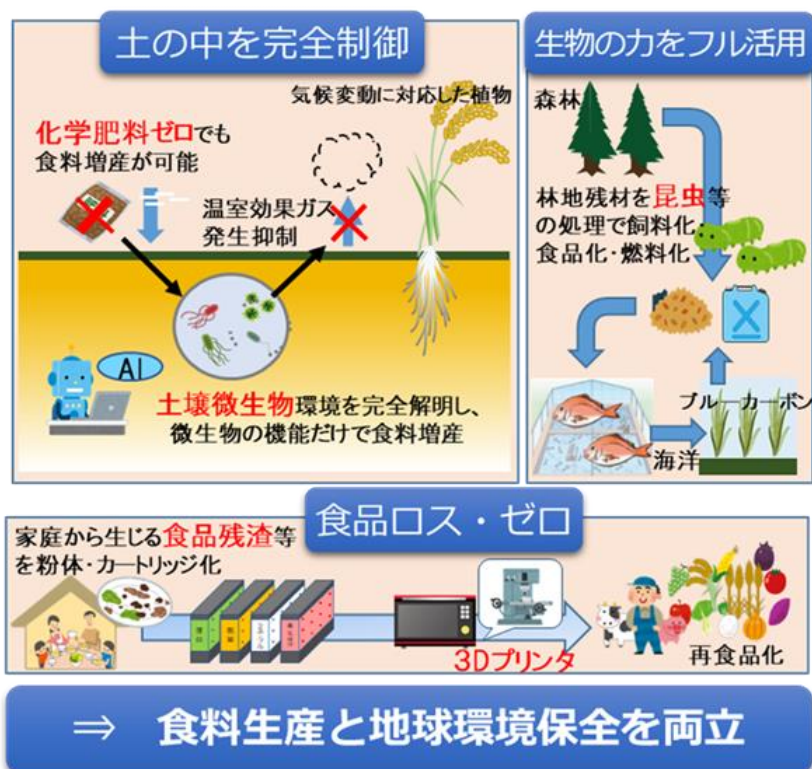 土の中を完全制御
気候変動に対応した植物
化学肥料ゼロでも
食料増産が可能
温室効果ガス
発生抑制
AI
土壌微生物環境を完全解明し、
微生物の機能だけで食料増産
生物の力をフル活用
森林
林地残材を昆虫等
の処理で飼料化
食品化・燃料化
ブルーカーボン
海洋
食品ロス・ゼロ
家庭から生じる食品残渣等
を粉体・カートリッジ化
3Dプリンタ
再食品化
⇒ 食料生産と地球環境保全を両立